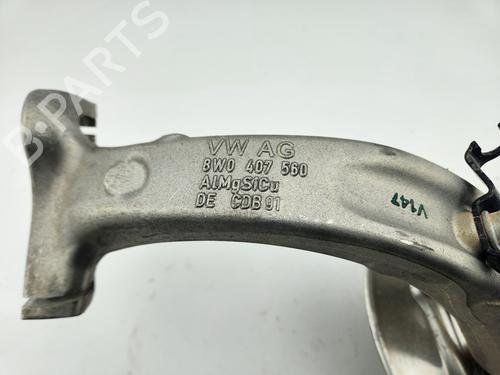 VW AG
8W0 407 560
AlMgSiCu
DE CDB 91
V147
B-PARTS